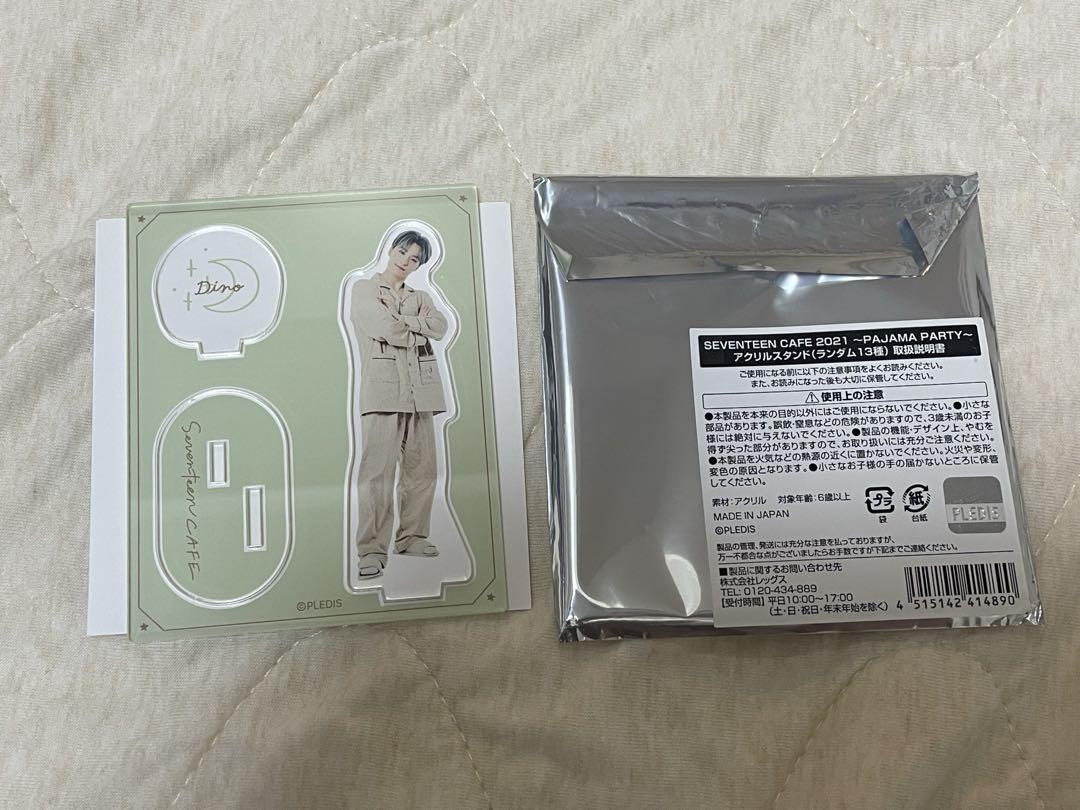 Dino
Seventeen CAFE
©PLEDIS
SEVENTEEN CAFE 2021 ～PAJAMA PARTY～
アクリルスタンド(ランダム13種) 取扱説明書
ご使用になる前に以下の注意事項をよくお読みください。
また、お読みになった後も大切に保管してください。
⚠使用上の注意
●本製品を本来の目的以外にはご使用にならないでください。●小さな
部品があります。誤飲・窒息などの危険がありますので、3歳未満のお子
様には絶対に与えないでください。●製品の機能・デザイン上、やむを
得ず尖った部分がありますので、お取り扱いには充分ご注意ください。
●本製品を火気などの熱源の近くに置かないでください。火災や変形、
変色の原因となります。●小さなお子様の手の届かないところに保管
してください。
素材：アクリル 対象年齢：6歳以上
MADE IN JAPAN
©PLEDIS
プラ
袋
紙
台紙
PLEDIS
製品の管理、発送には充分な注意を払っておりますが、
万一不都合な点がございましたらお手数ですが下記までご連絡ください。
■製品に関するお問い合わせ先
株式会社レッグス
TEL: 0120-434-889
【受付時間】平日10:00～17:00
(土・日・祝日・年末年始を除く)
4 515142 414890